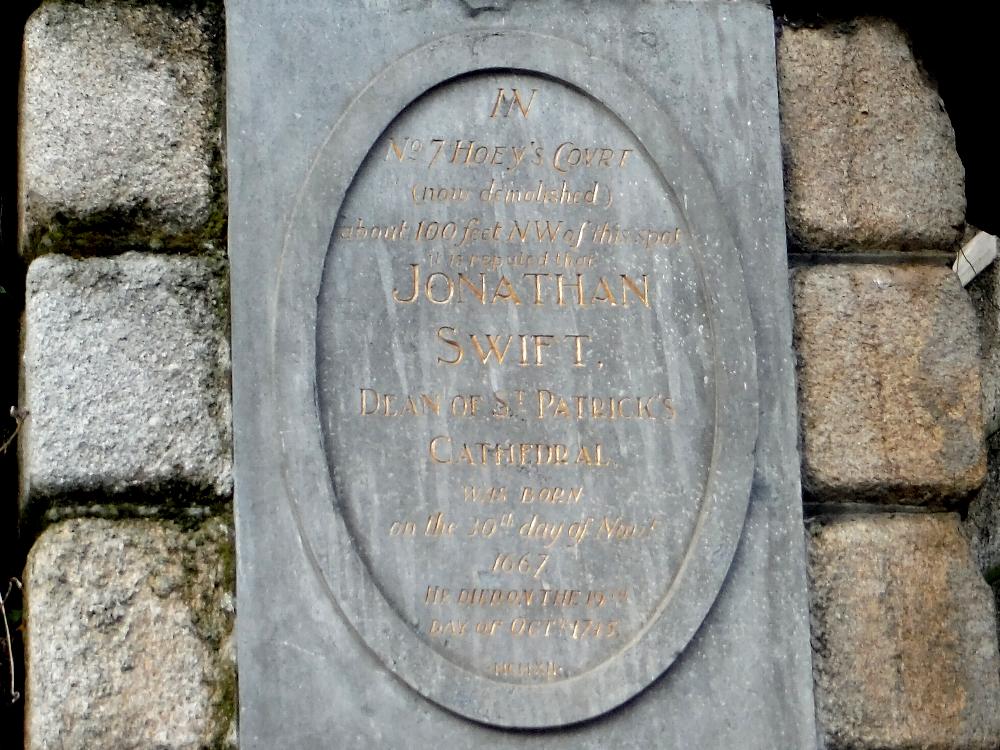 IN
No 7 HOEY'S COVRT
(now demolished)
about 100 feet NW of this spot
it is reputed that
JONATHAN
SWIFT.
DEAN OF ST PATRICK'S
CATHEDRAL.
WAS BORN
on the 30th day of Novr
1667
HE DIED ON THE 19th
DAY OF OCTr 1745